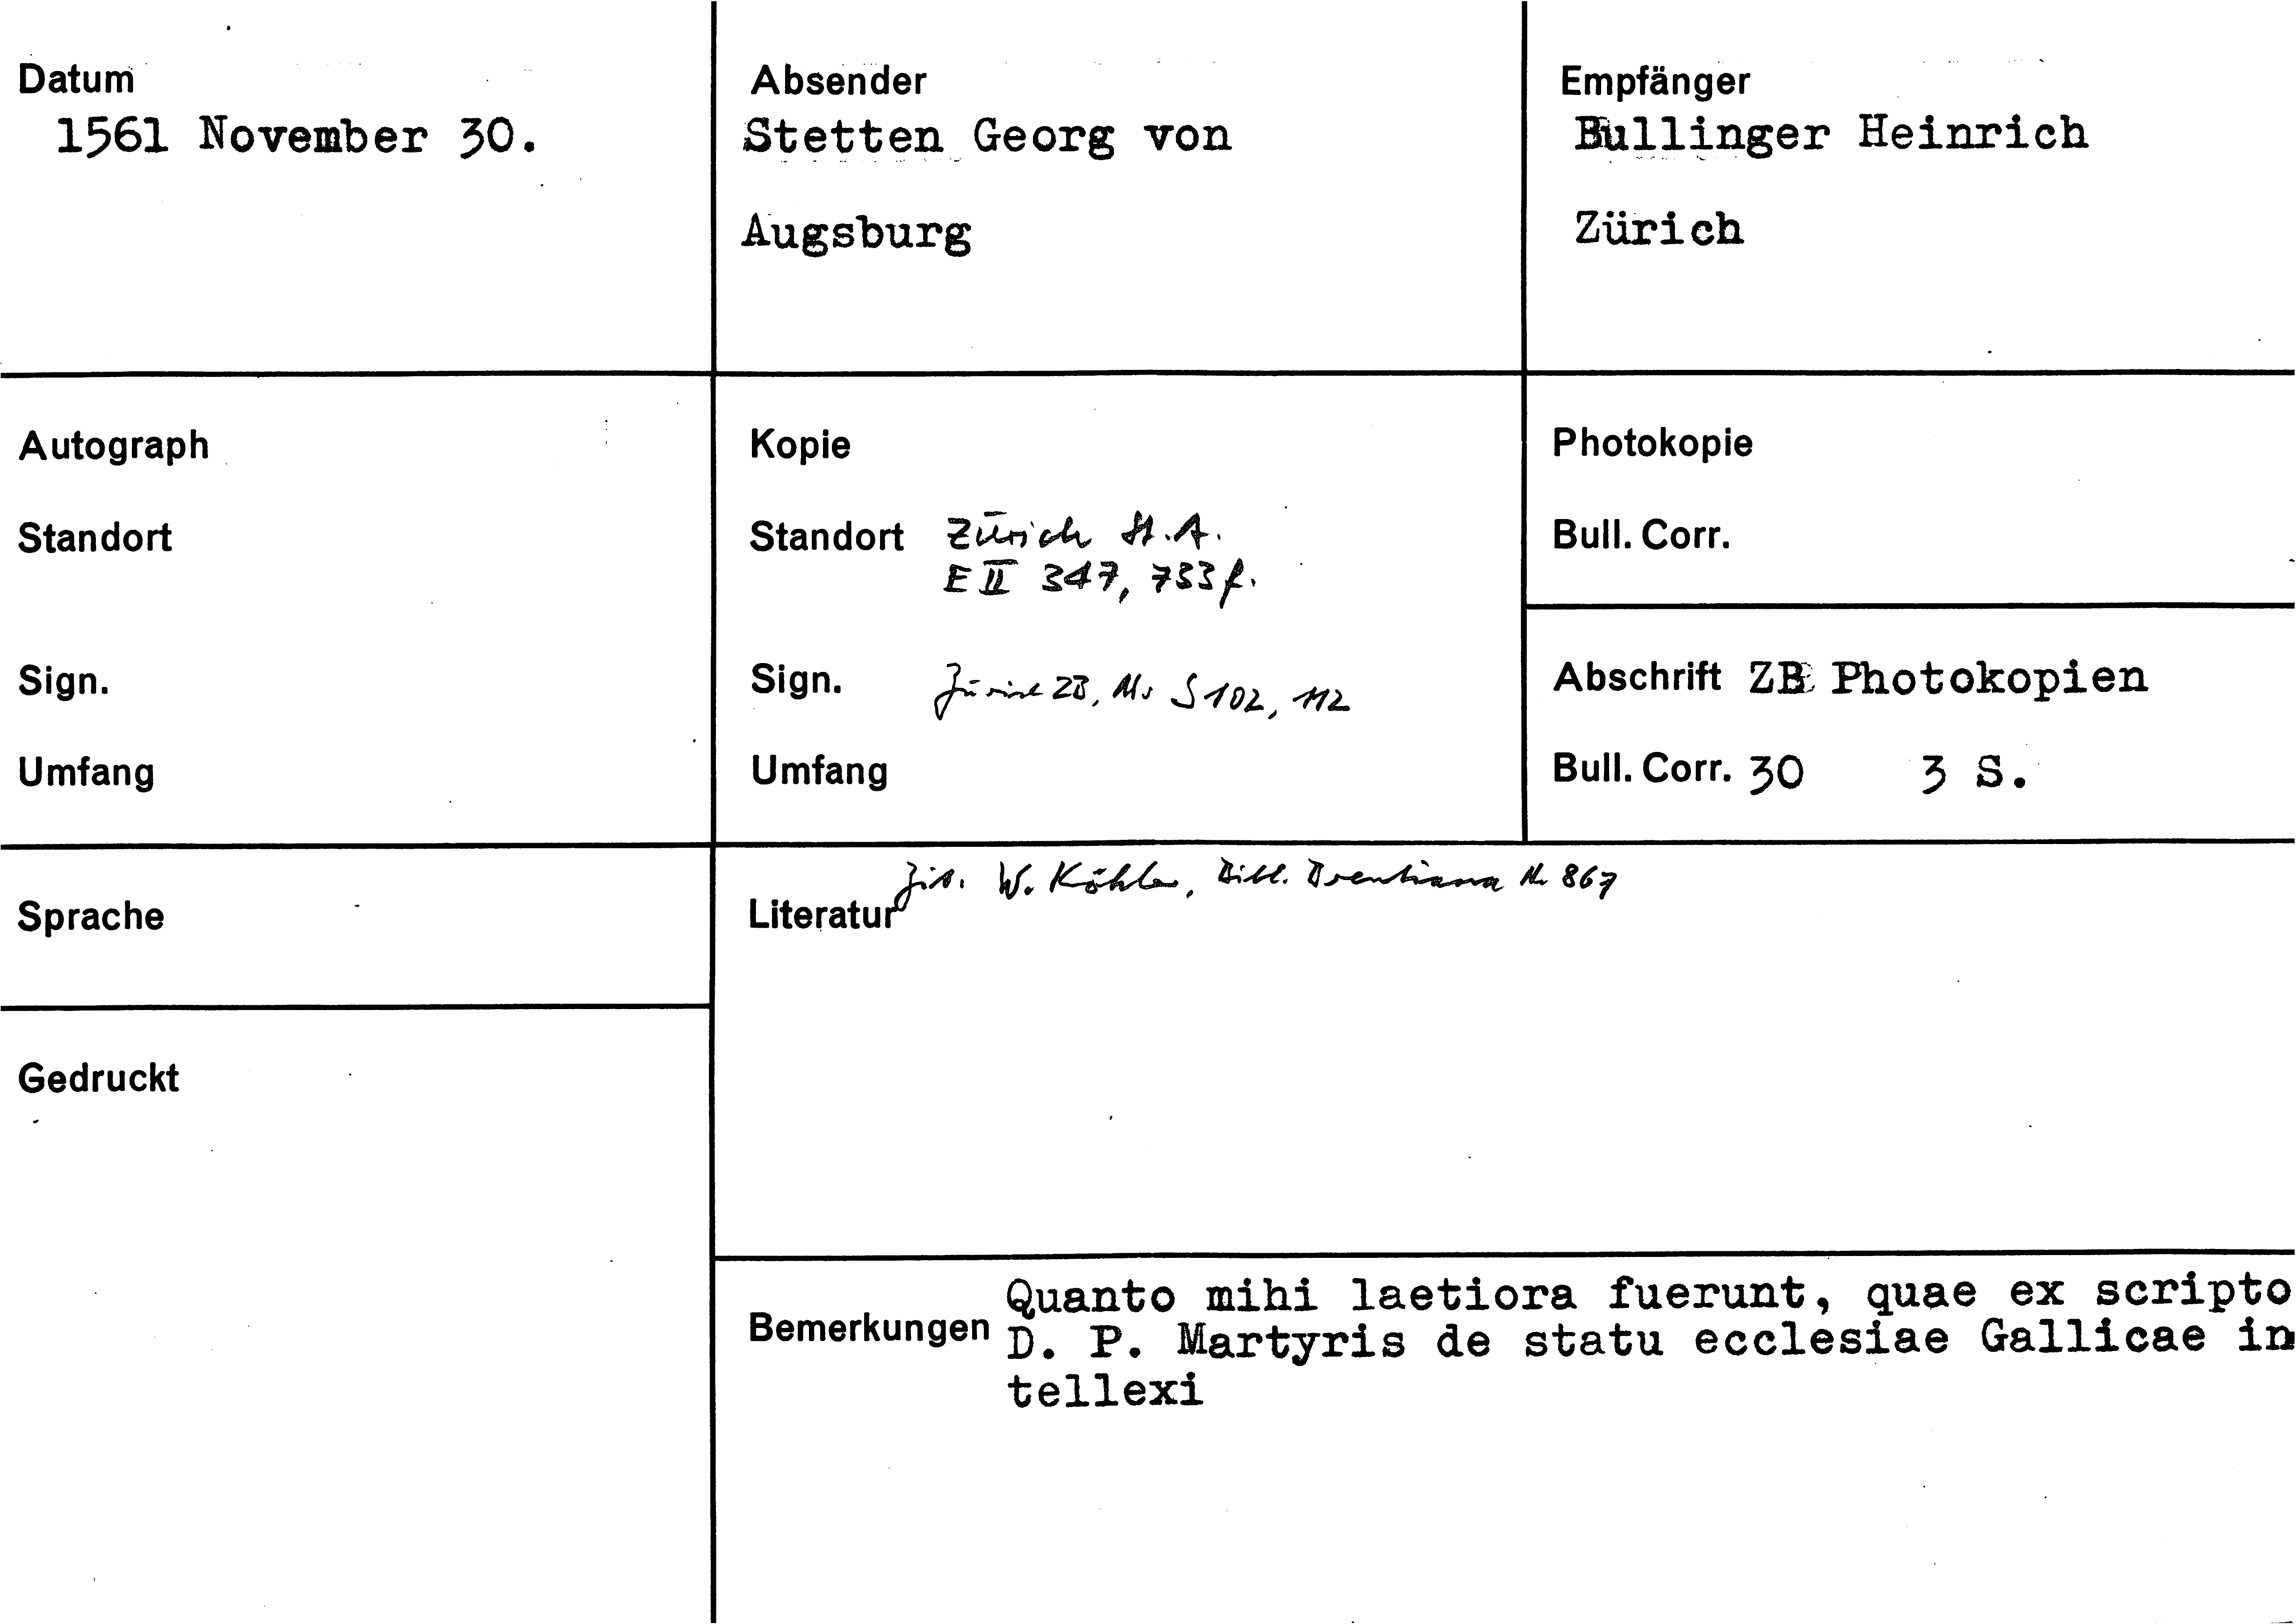 Datum
1561 November 30.
Absender
Stetten Georg von
Augsburg
Empfänger
Bullinger Heinrich
Zürich
Autograph
Standort
Sign.
Umfang
Kopie
Standort Zürich St.A.
E II 347, 733 f.
Sign. Zürich ZB, Ms S 102, 112
Umfang
Photokopie
Bull. Corr.
Abschrift ZB Photokopien
Bull. Corr. 30 3 S.
Sprache
Gedruckt
Literatur Zit. W. Köhler, Bibl. Brentiana Nr 867
Bemerkungen Quanto mihi laetiora fuerunt, quae ex scripto
D. P. Martyris de statu ecclesiae Gallicae in
tellexi